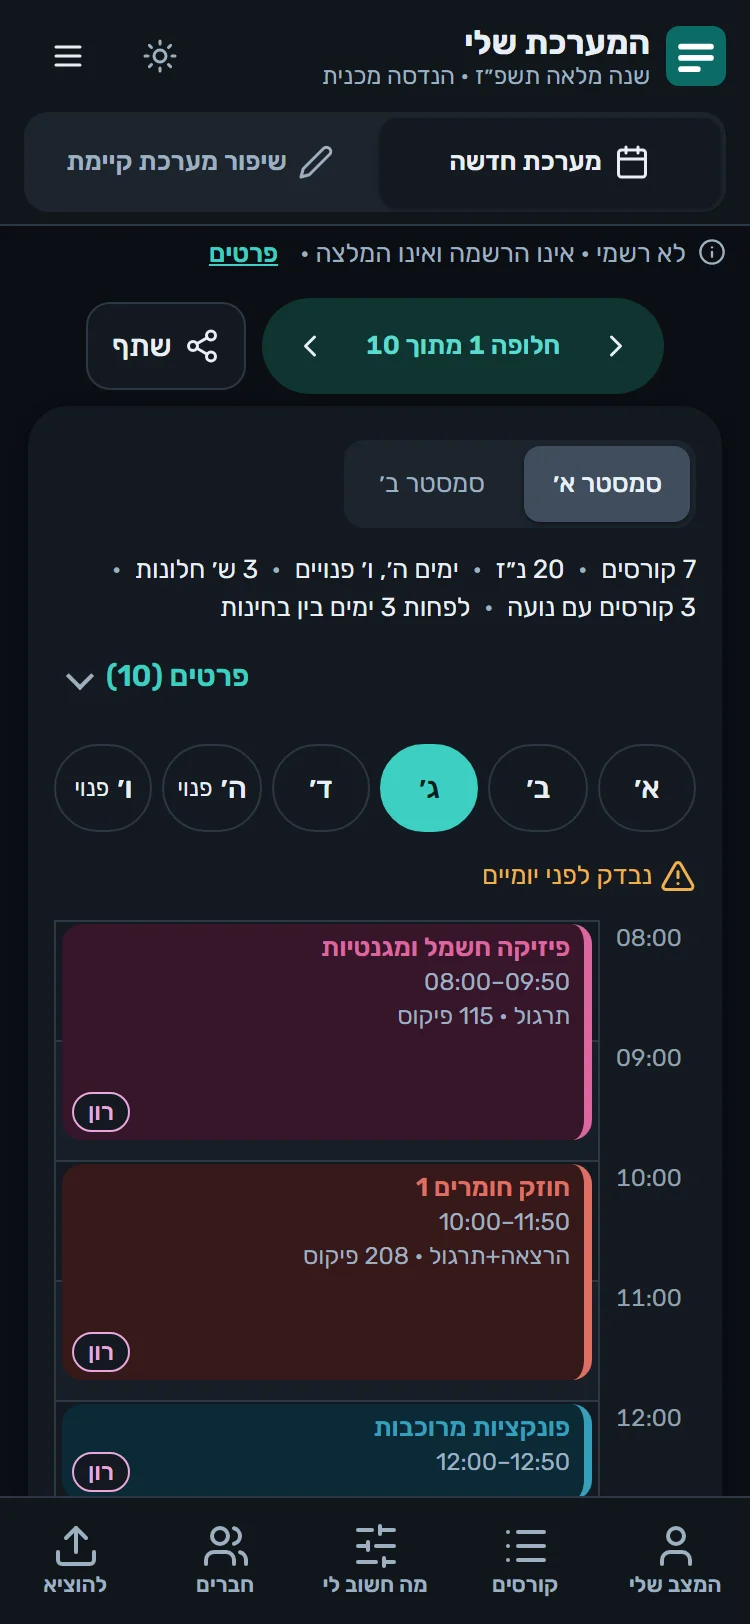 המערכת שלי
שנה מלאה תשפ״ז • הנדסה מכנית
מערכת חדשה
שיפור מערכת קיימת
לא רשמי • אינו הרשמה ואינו המלצה • פרטים
חלופה 1 מתוך 10
שתף
סמסטר א׳
סמסטר ב׳
7 קורסים • 20 נ״ז • ימים ה׳, ו׳ פנויים • 3 ש׳ חלונות •
3 קורסים עם נועה • לפחות 3 ימים בין בחינות
פרטים (10)
א׳
ב׳
ג׳
ד׳
ה׳ פנוי
ו׳ פנוי
נבדק לפני יומיים
08:00
פיזיקה חשמל ומגנטיות
08:00–09:50
תרגול • 115 פיקוס
09:00
רון
10:00
חוזק חומרים 1
10:00–11:50
הרצאה+תרגול • 208 פיקוס
11:00
רון
12:00
פונקציות מרוכבות
12:00–12:50
רון
המצב שלי
קורסים
מה חשוב לי
חברים
להוציא